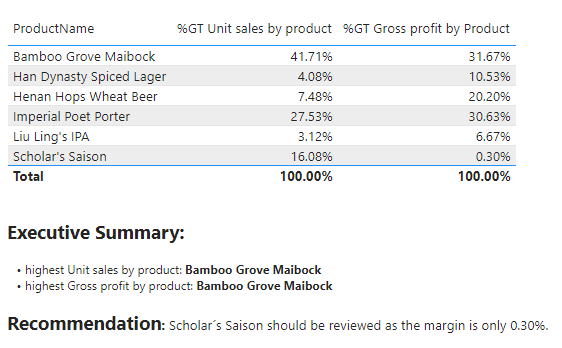 ProductName %GT Unit sales by product %GT Gross profit by Product
Bamboo Grove Maibock 41.71% 31.67%
Han Dynasty Spiced Lager 4.08% 10.53%
Henan Hops Wheat Beer 7.48% 20.20%
Imperial Poet Porter 27.53% 30.63%
Liu Ling's IPA 3.12% 6.67%
Scholar's Saison 16.08% 0.30%
Total 100.00% 100.00%
Executive Summary:
• highest Unit sales by product: Bamboo Grove Maibock
• highest Gross profit by product: Bamboo Grove Maibock
Recommendation: Scholar´s Saison should be reviewed as the margin is only 0.30%.